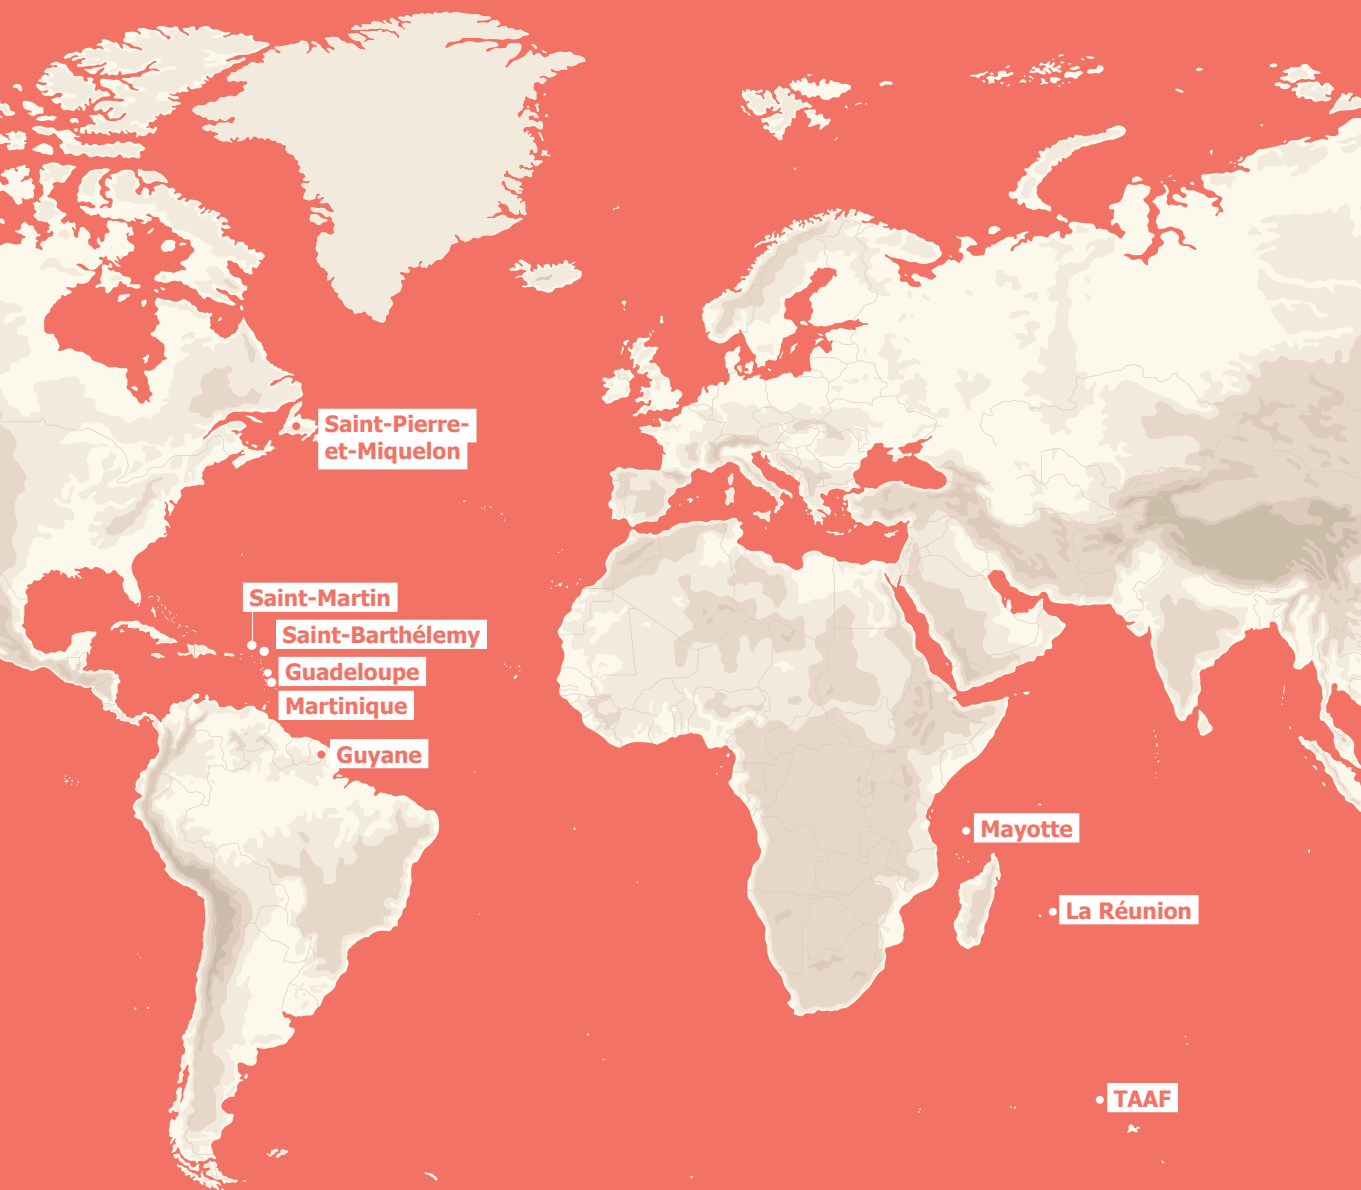 Saint-Pierre-
et-Miquelon
Saint-Martin
Saint-Barthélemy
Guadeloupe
Martinique
Guyane
Mayotte
La Réunion
TAAF